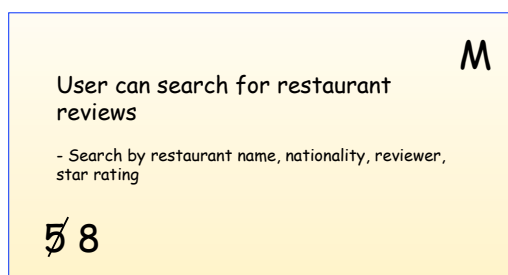 M
User can search for restaurant
reviews
- Search by restaurant name, nationality, reviewer,
star rating
5 8